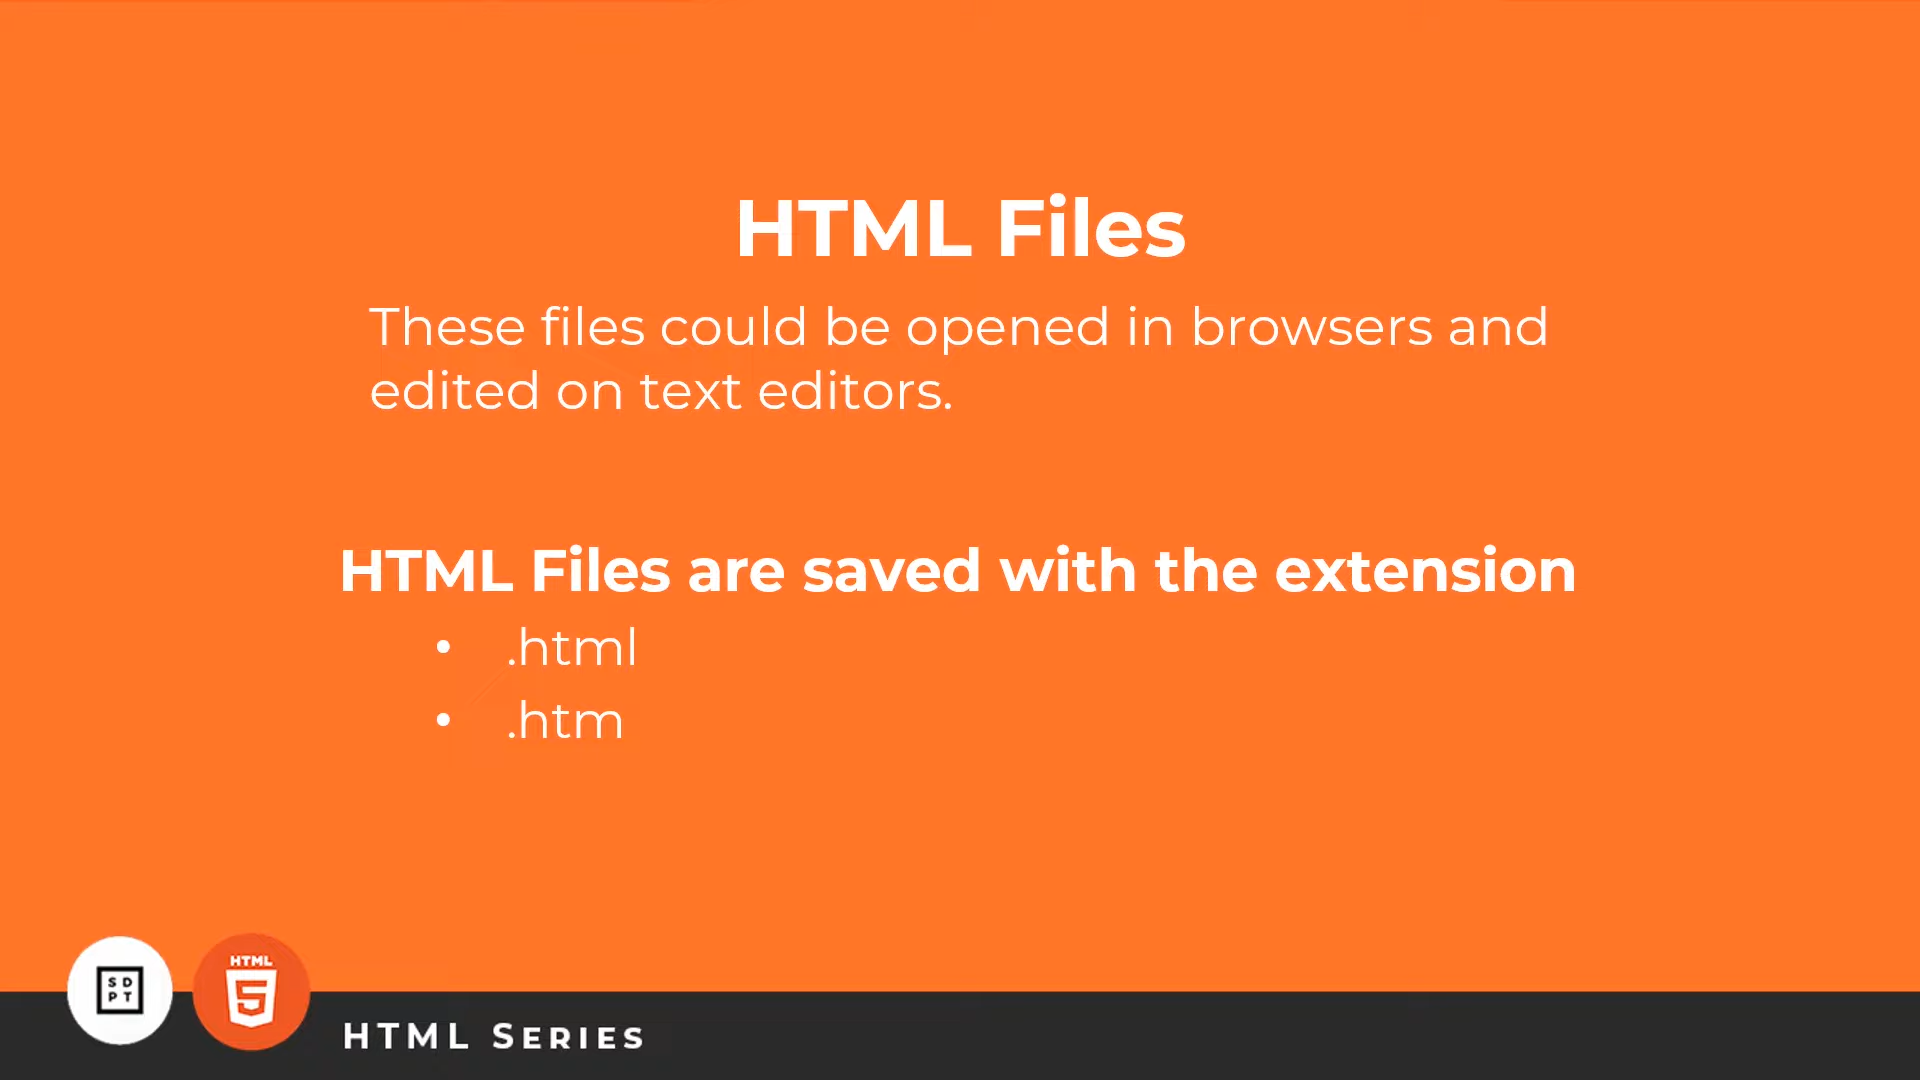 HTML Files
These files could be opened in browsers and
edited on text editors.
HTML Files are saved with the extension
• .html
• .htm
S D
P T
HTML
5
HTML SERIES